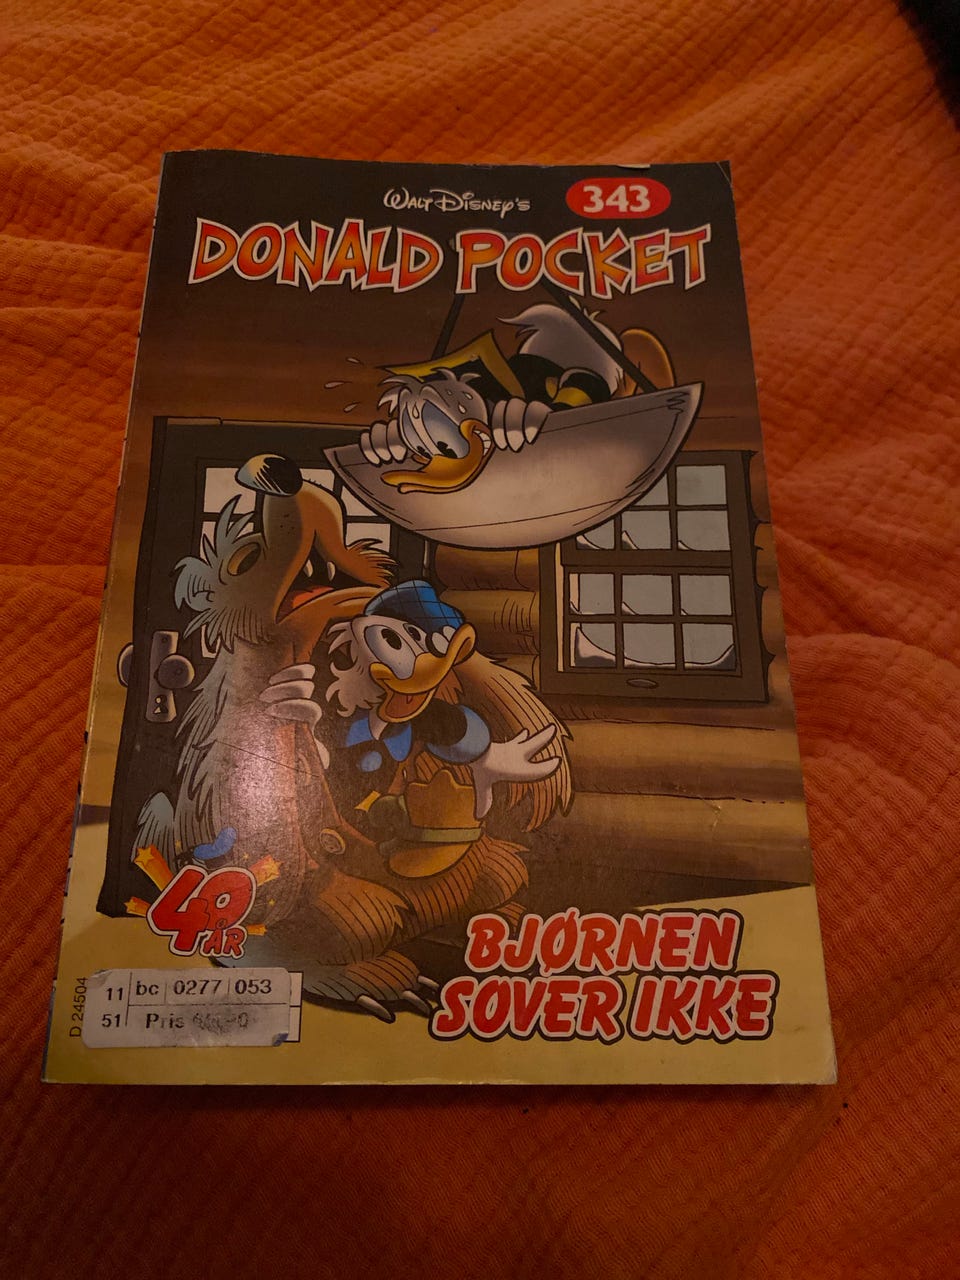 WALT DISNEY'S
343
DONALD POCKET
40
ÅR
BJØRNEN
SOVER IKKE
D 24504
11 bc 0277 053
51 Pris